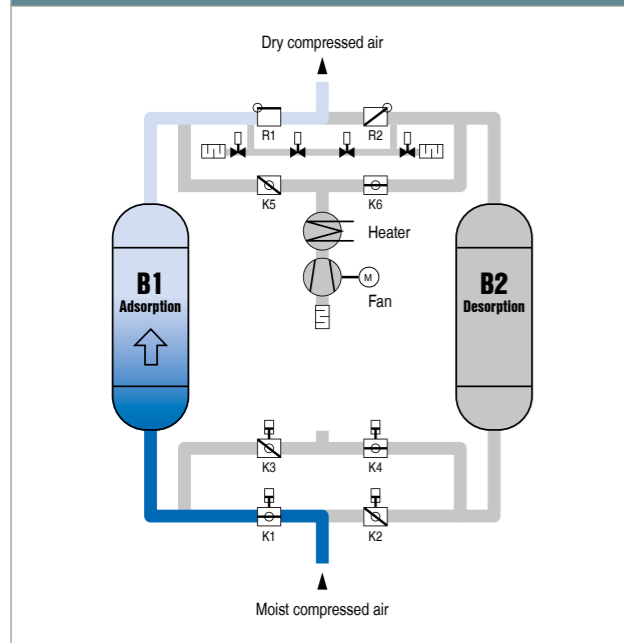 Dry compressed air
R1
R2
K5
K6
Heater
M
Fan
B1
Adsorption
B2
Desorption
K3
K4
K1
K2
Moist compressed air